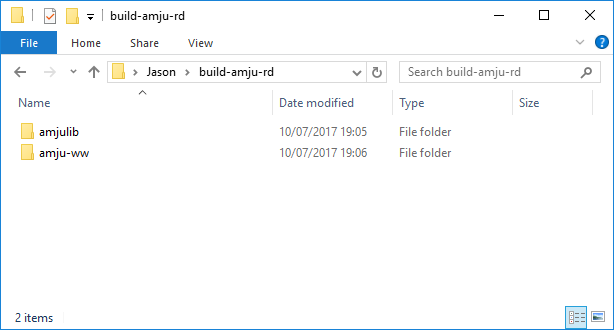 build-amju-rd
File Home Share View
Jason build-amju-rd Search build-amju-rd
Name Date modified Type Size
amjulib 10/07/2017 19:05 File folder
amju-ww 10/07/2017 19:06 File folder
2 items